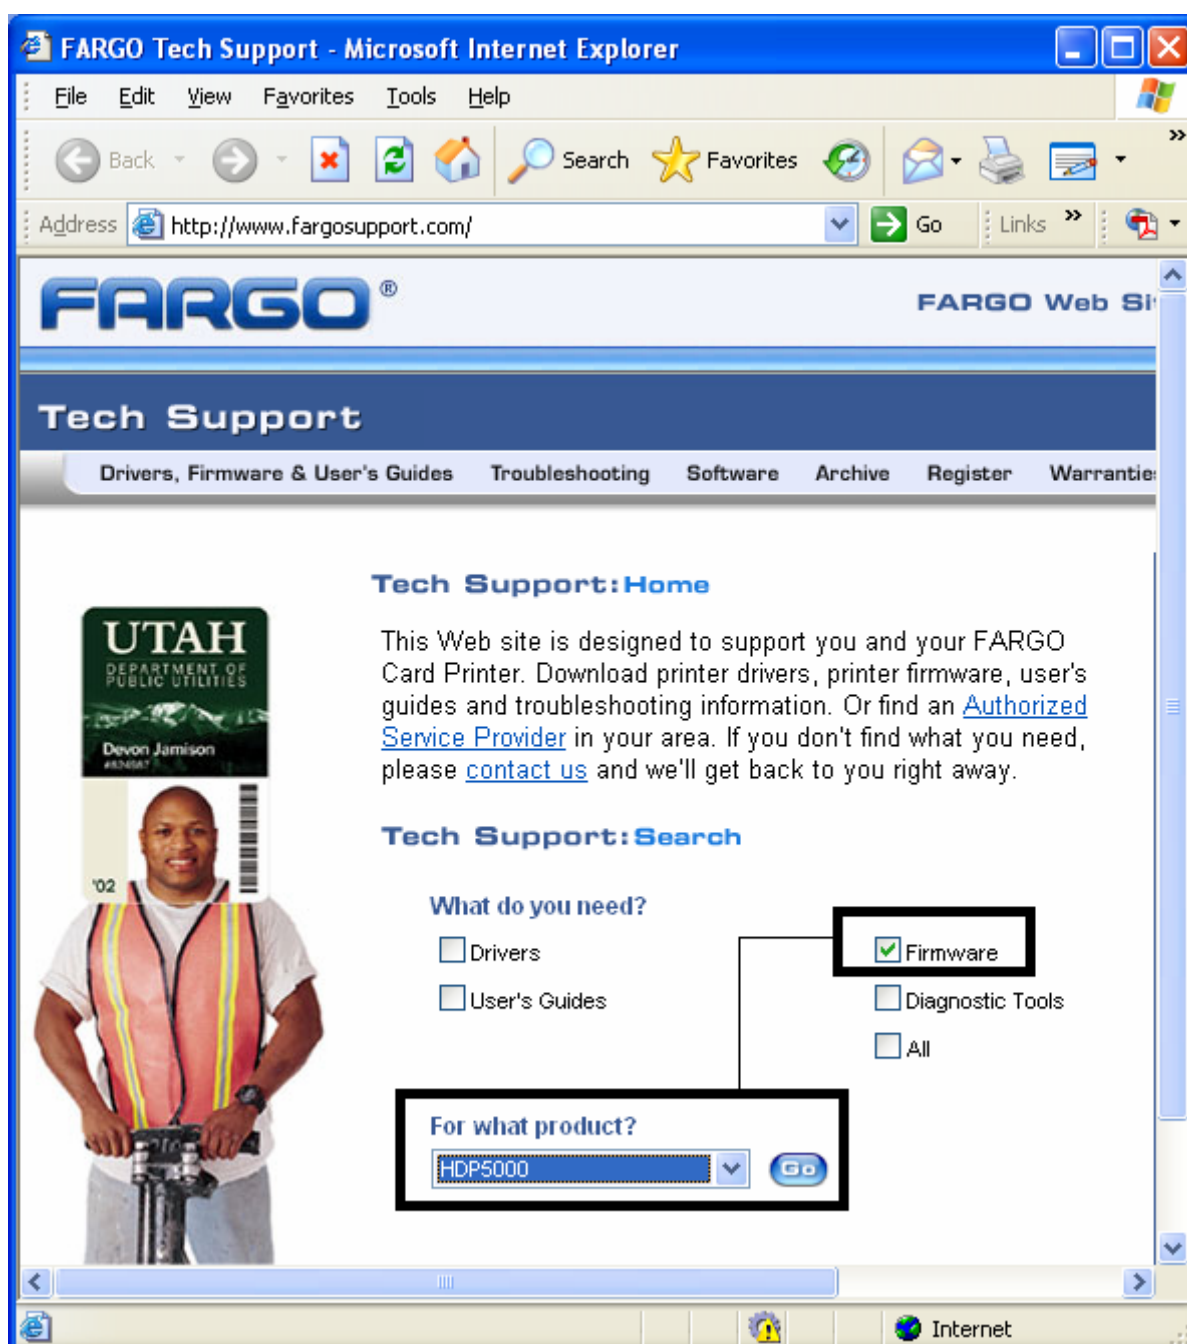 FARGO Tech Support - Microsoft Internet Explorer
File Edit View Favorites Tools Help
Back Search Favorites »
Address http://www.fargosupport.com/ Go Links »
FARGO® FARGO Web Si
Tech Support
Drivers, Firmware & User's Guides Troubleshooting Software Archive Register Warrantie
Tech Support:Home
This Web site is designed to support you and your FARGO
Card Printer. Download printer drivers, printer firmware, user's
guides and troubleshooting information. Or find an Authorized
Service Provider in your area. If you don't find what you need,
please contact us and we'll get back to you right away.
UTAH
DEPARTMENT OF
PUBLIC UTILITIES
Devon Jamison
'02
Tech Support:Search
What do you need?
Drivers Firmware
User's Guides Diagnostic Tools
All
For what product?
HDP5000 Go
Internet